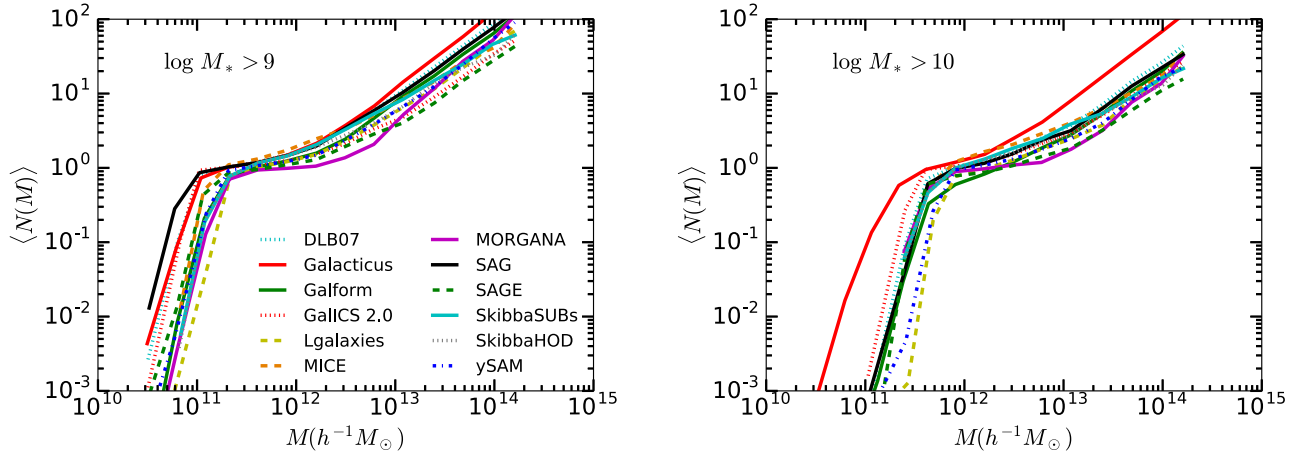 10^2
10^1
10^0
10^-1
10^-2
10^-3
⟨N(M)⟩
log M_* > 9
DLB07
Galacticus
Galform
GalICS 2.0
Lgalaxies
MICE
MORGANA
SAG
SAGE
SkibbaSUBs
SkibbaHOD
ySAM
10^10 10^11 10^12 10^13 10^14 10^15
M(h^-1 M_⊙)
10^2
10^1
10^0
10^-1
10^-2
10^-3
⟨N(M)⟩
log M_* > 10
10^10 10^11 10^12 10^13 10^14 10^15
M(h^-1 M_⊙)